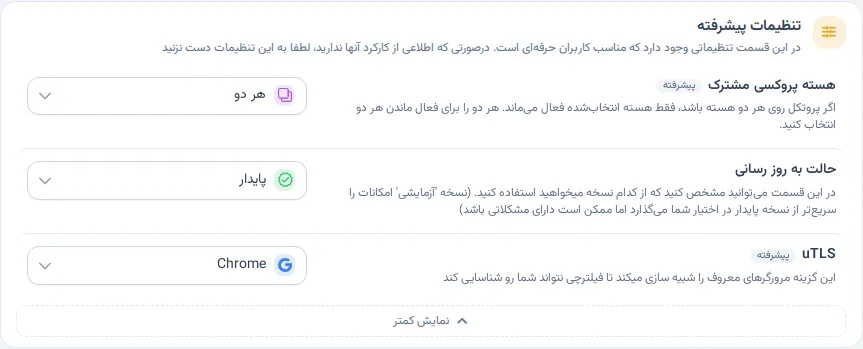 تنظیمات پیشرفته
در این قسمت تنظیماتی وجود دارد که مناسب کاربران حرفه‌ای است. درصورتی که اطلاعی از کارکرد آنها ندارید، لطفا به این تنظیمات دست نزنید
هسته پروکسی مشترک پیشرفته
هر دو
اگر پروتکل روی هر دو هسته باشد، فقط هسته انتخاب‌شده فعال می‌ماند. هر دو را برای فعال ماندن هر دو
انتخاب کنید.
حالت به روز رسانی
پایدار
در این قسمت می‌توانید مشخص کنید که از کدام نسخه میخواهید استفاده کنید. (نسخه 'آزمایشی' امکانات را
سریع‌تر از نسخه پایدار در اختیار شما می‌گذارد اما ممکن است دارای مشکلاتی باشد)
uTLS پیشرفته
Chrome
این گزینه مرورگرهای معروف را شبیه سازی میکند تا فیلترچی نتواند شما رو شناسایی کند
نمایش کمتر